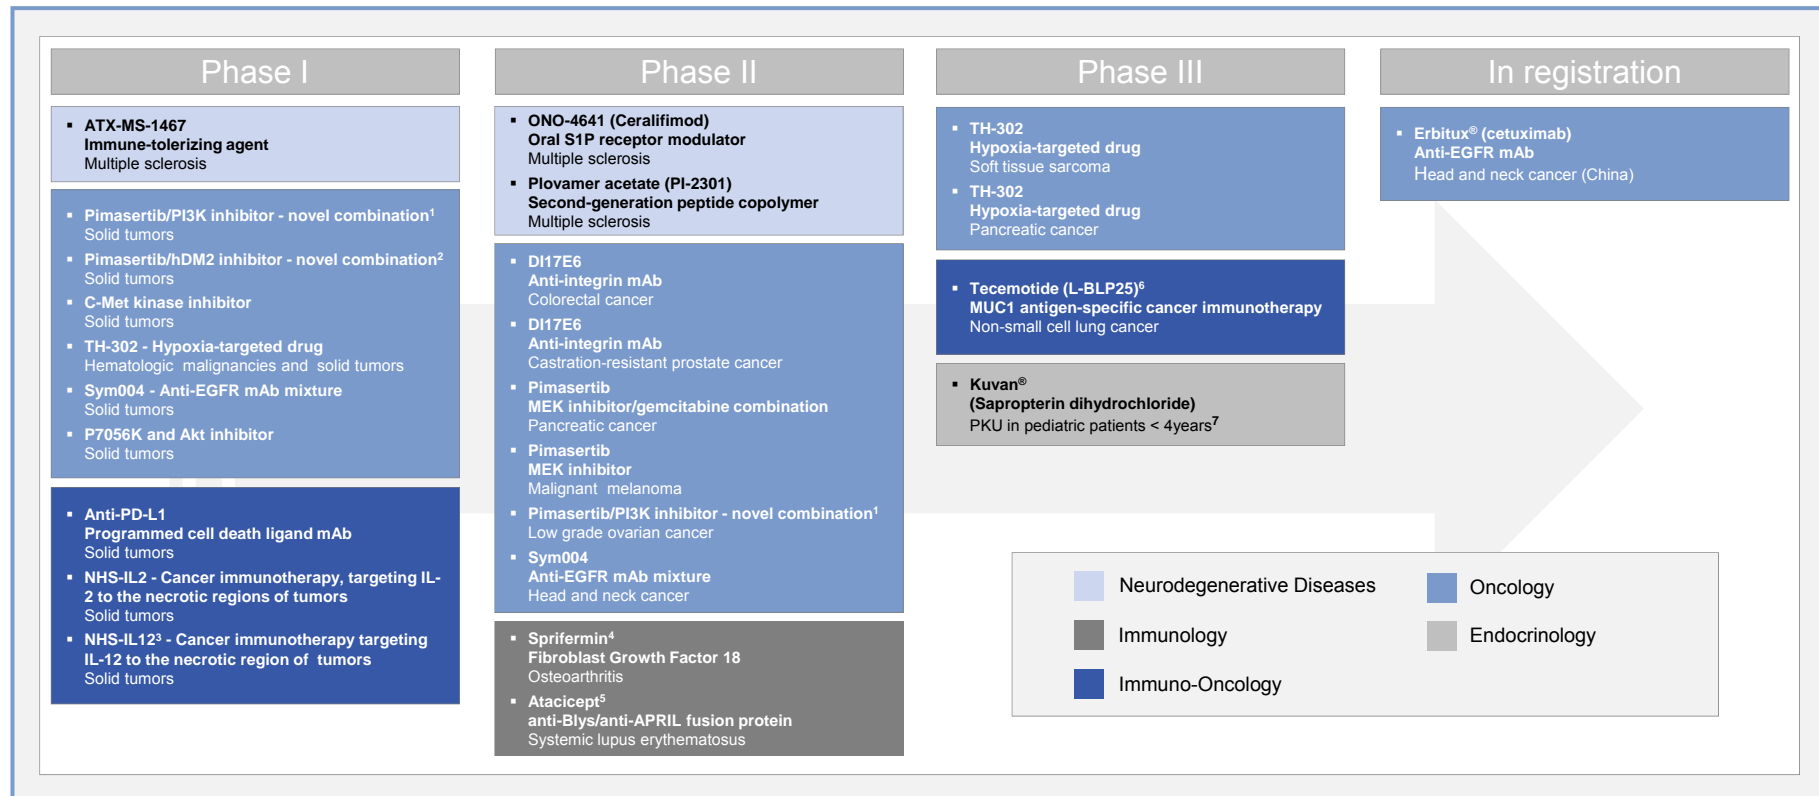 Phase I
▪ ATX-MS-1467
Immune-tolerizing agent
Multiple sclerosis
▪ Pimasertib/PI3K inhibitor - novel combination¹
Solid tumors
▪ Pimasertib/hDM2 inhibitor - novel combination²
Solid tumors
▪ C-Met kinase inhibitor
Solid tumors
▪ TH-302 - Hypoxia-targeted drug
Hematologic malignancies and solid tumors
▪ Sym004 - Anti-EGFR mAb mixture
Solid tumors
▪ P7056K and Akt inhibitor
Solid tumors
▪ Anti-PD-L1
Programmed cell death ligand mAb
Solid tumors
▪ NHS-IL2 - Cancer immunotherapy, targeting IL-
2 to the necrotic regions of tumors
Solid tumors
▪ NHS-IL12³ - Cancer immunotherapy targeting
IL-12 to the necrotic region of tumors
Solid tumors
Phase II
▪ ONO-4641 (Ceralifimod)
Oral S1P receptor modulator
Multiple sclerosis
▪ Plovamer acetate (PI-2301)
Second-generation peptide copolymer
Multiple sclerosis
▪ DI17E6
Anti-integrin mAb
Colorectal cancer
▪ DI17E6
Anti-integrin mAb
Castration-resistant prostate cancer
▪ Pimasertib
MEK inhibitor/gemcitabine combination
Pancreatic cancer
▪ Pimasertib
MEK inhibitor
Malignant melanoma
▪ Pimasertib/PI3K inhibitor - novel combination¹
Low grade ovarian cancer
▪ Sym004
Anti-EGFR mAb mixture
Head and neck cancer
▪ Sprifermin⁴
Fibroblast Growth Factor 18
Osteoarthritis
▪ Atacicept⁵
anti-Blys/anti-APRIL fusion protein
Systemic lupus erythematosus
Phase III
▪ TH-302
Hypoxia-targeted drug
Soft tissue sarcoma
▪ TH-302
Hypoxia-targeted drug
Pancreatic cancer
▪ Tecemotide (L-BLP25)⁶
MUC1 antigen-specific cancer immunotherapy
Non-small cell lung cancer
▪ Kuvan®
(Sapropterin dihydrochloride)
PKU in pediatric patients < 4years⁷
In registration
▪ Erbitux® (cetuximab)
Anti-EGFR mAb
Head and neck cancer (China)
Neurodegenerative Diseases
Oncology
Immunology
Endocrinology
Immuno-Oncology